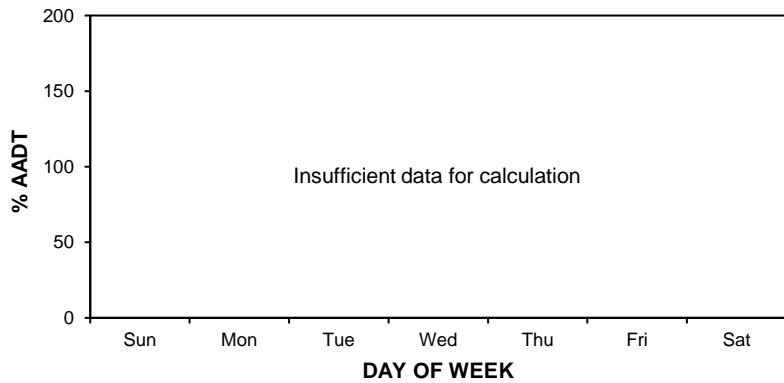 200
150
100
50
0
% AADT
Insufficient data for calculation
Sun Mon Tue Wed Thu Fri Sat
DAY OF WEEK